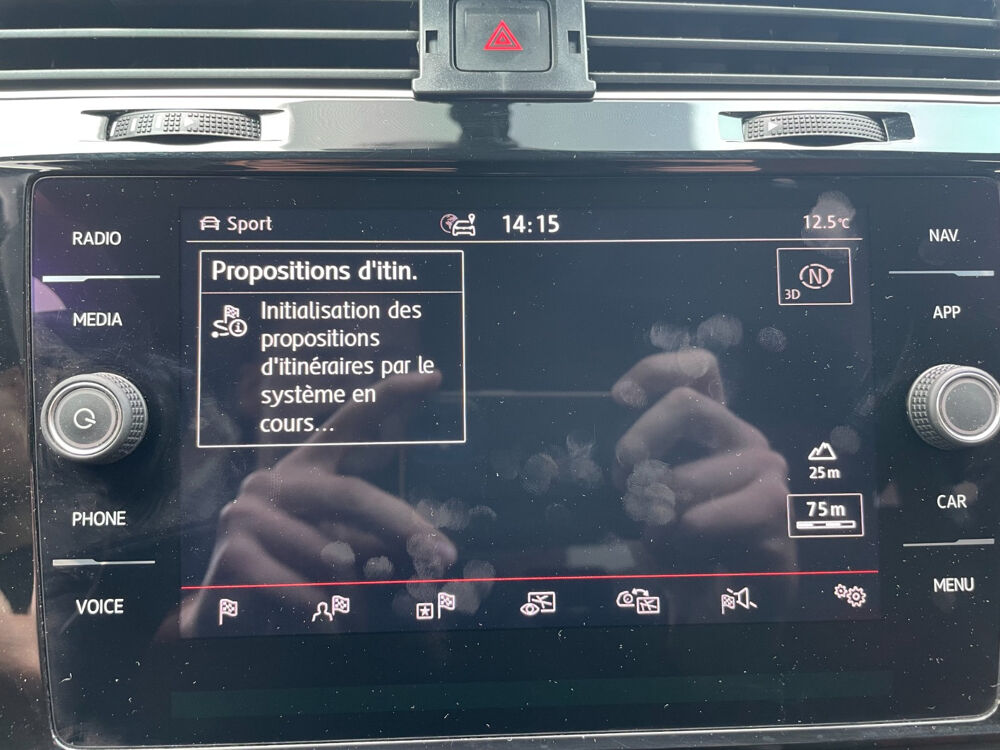 Sport
14:15
12.5°C
RADIO
NAV
Propositions d'itin.
N
3D
MEDIA
Initialisation des
propositions
d'itinéraires par le
système en
cours...
APP
25m
PHONE
75m
CAR
VOICE
MENU